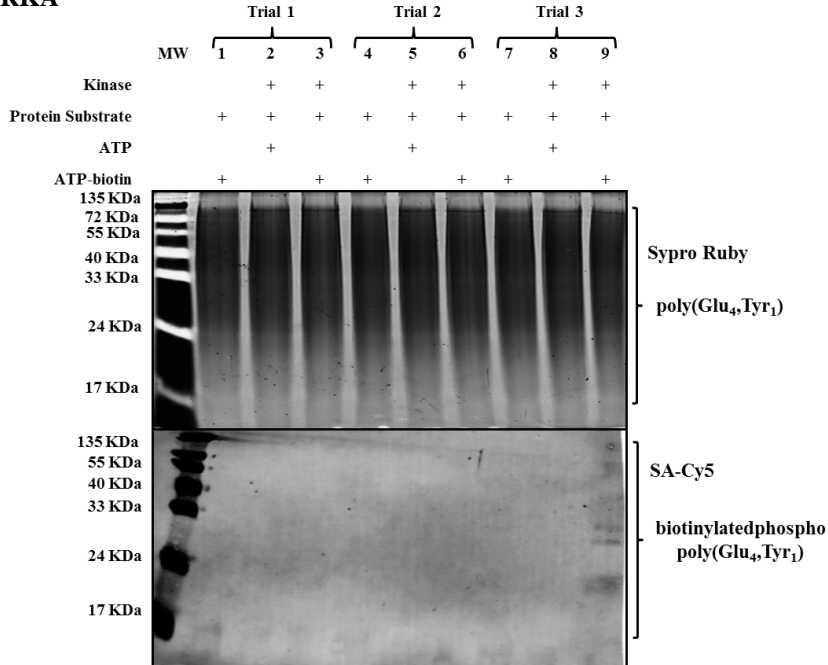 Trial 1 Trial 2 Trial 3
MW 1 2 3 4 5 6 7 8 9
Kinase + + + + + +
Protein Substrate + + + + + + + + +
ATP + + +
ATP-biotin + + + + + +
135 KDa
72 KDa
55 KDa
40 KDa
33 KDa
24 KDa
17 KDa
Sypro Ruby
poly(Glu4,Tyr1)
135 KDa
55 KDa
40 KDa
33 KDa
24 KDa
17 KDa
SA-Cy5
biotinylatedphospho
poly(Glu4,Tyr1)